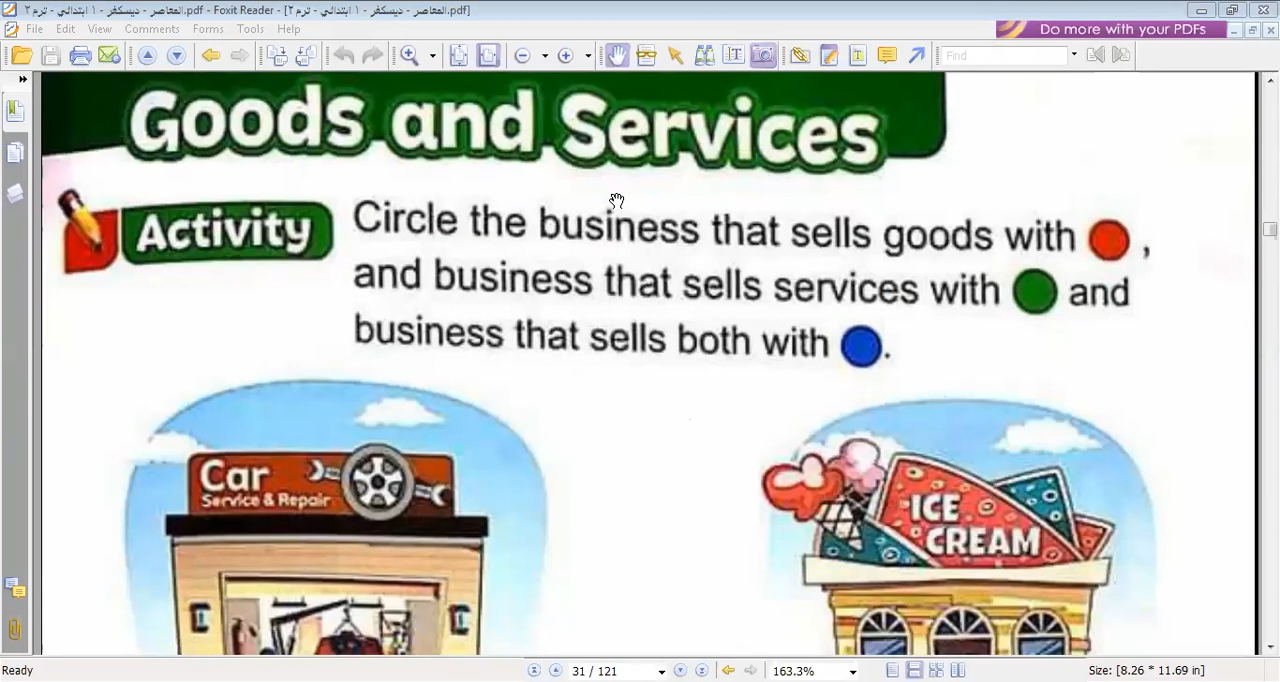 المعاصر - ديسكفر - ١ ابتدائي - ترم ٢.pdf - Foxit Reader - [المعاصر - ديسكفر - ١ ابتدائي - ترم ٢.pdf]
File Edit View Comments Forms Tools Help
Do more with your PDFs
Find
Goods and Services
Activity
Circle the business that sells goods with ,
and business that sells services with and
business that sells both with .
Car
Service & Repair
ICE
CREAM
Ready
31 / 121
163.3%
Size: [8.26 * 11.69 in]